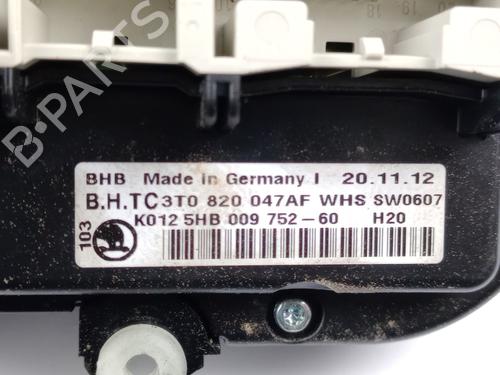 BHB Made in Germany I 20.11.12
B.H.TC 3T0 820 047AF WHS SW0607
K012 5HB 009 752-60 H20
103
B-PARTS